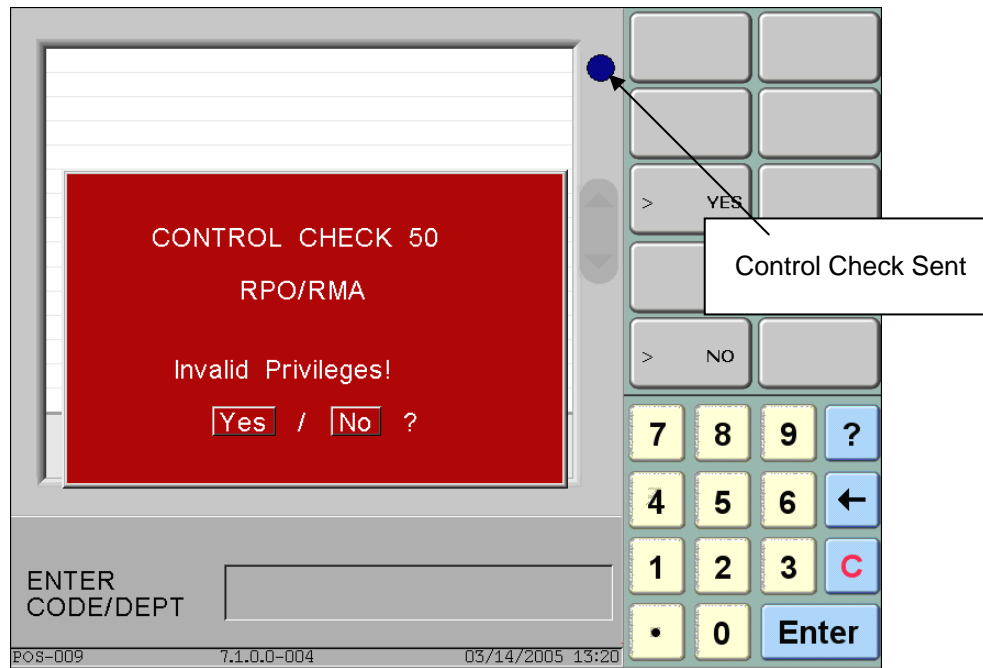 CONTROL CHECK 50
RPO/RMA
Invalid Privileges!
Yes / No ?
> YES
Control Check Sent
> NO
7 8 9 ?
4 5 6 ←
1 2 3 C
• 0 Enter
ENTER
CODE/DEPT
POS-009 7.1.0.0-004 03/14/2005 13:20